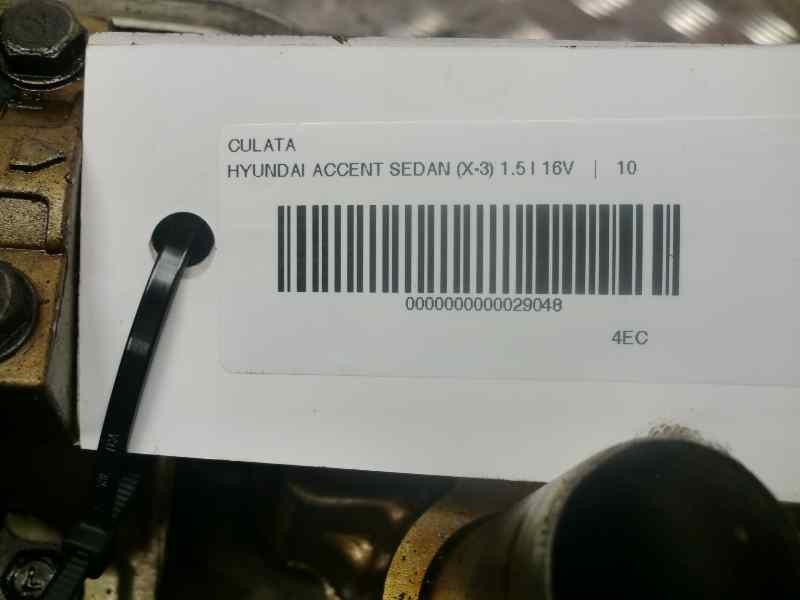 CULATA
HYUNDAI ACCENT SEDAN (X-3) 1.5 I 16V | 10
0000000000029048
4EC